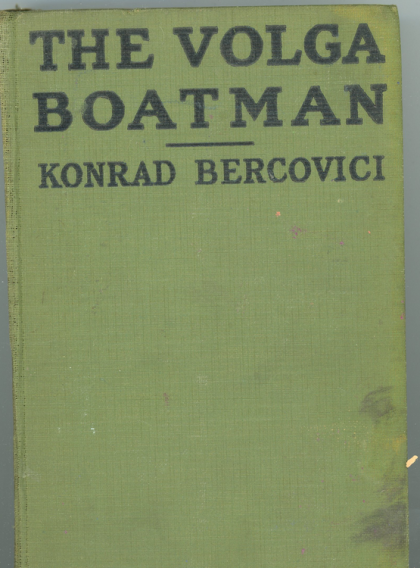 THE VOLGA
BOATMAN
KONRAD BERCOVICI